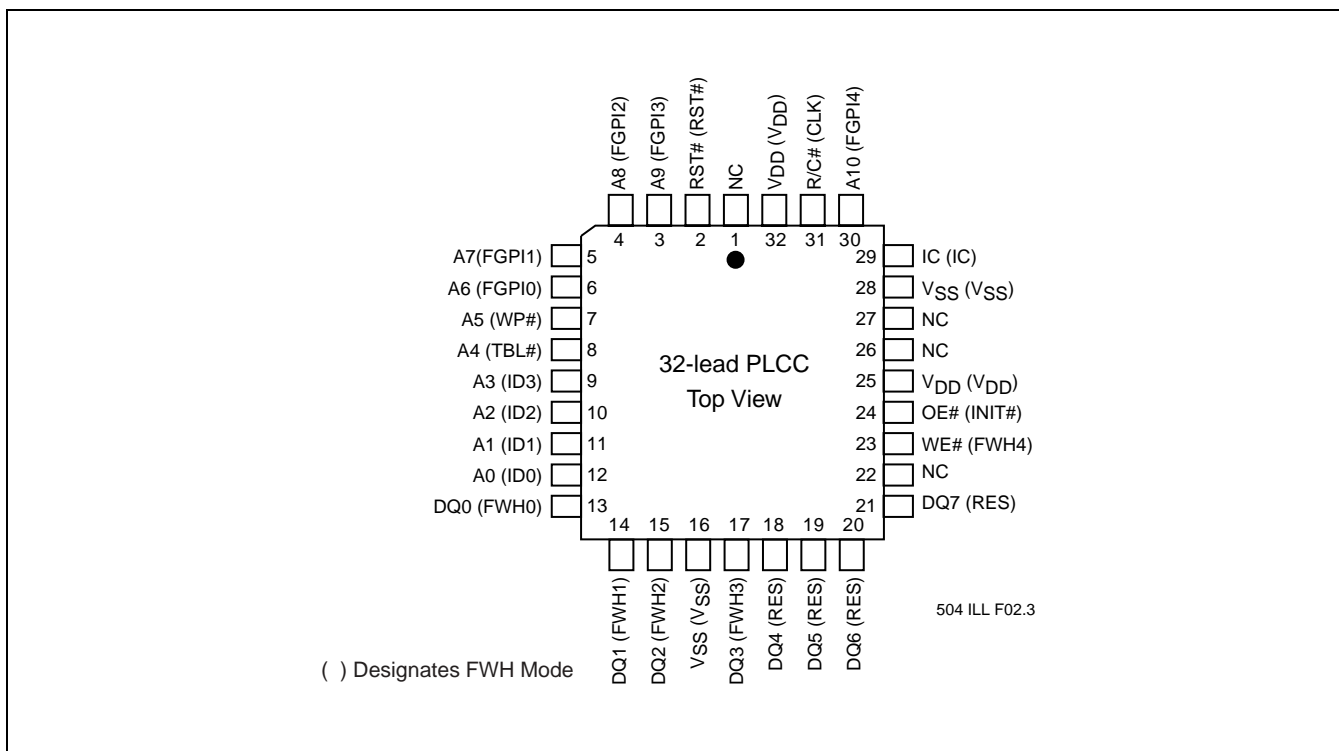 A8 (FGPI2)
A9 (FGPI3)
RST# (RST#)
NC
VDD (VDD)
R/C# (CLK)
A10 (FGPI4)
4 3 2 1 32 31 30
A7(FGPI1) 5
A6 (FGPI0) 6
A5 (WP#) 7
A4 (TBL#) 8
A3 (ID3) 9
A2 (ID2) 10
A1 (ID1) 11
A0 (ID0) 12
DQ0 (FWH0) 13
32-lead PLCC
Top View
29 IC (IC)
28 VSS (VSS)
27 NC
26 NC
25 VDD (VDD)
24 OE# (INIT#)
23 WE# (FWH4)
22 NC
21 DQ7 (RES)
14 15 16 17 18 19 20
DQ1 (FWH1)
DQ2 (FWH2)
VSS (VSS)
DQ3 (FWH3)
DQ4 (RES)
DQ5 (RES)
DQ6 (RES)
504 ILL F02.3
( ) Designates FWH Mode